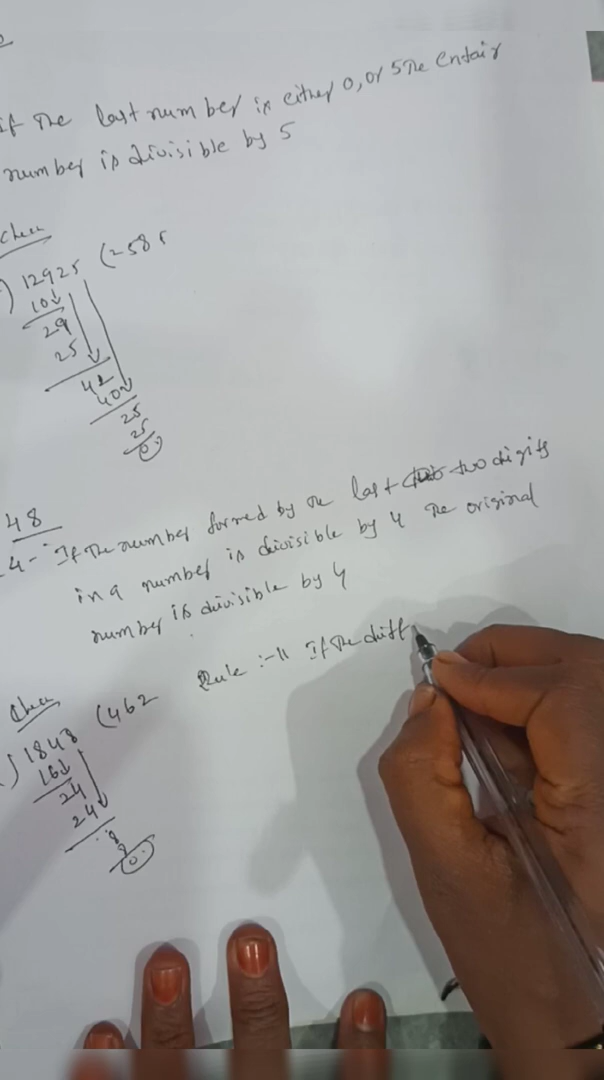 if The last number is either 0, or 5 The Entair
number is divisible by 5
Chec
) 12925 (258
10
29
25
42
40
25
25
0
48
4- If The number formed by the last two digits
in a number is divisible by 4 The original
number is divisible by 4
Rule :-11 If The diff
Chec
) 1848 (462
16
24
24
8
8
0